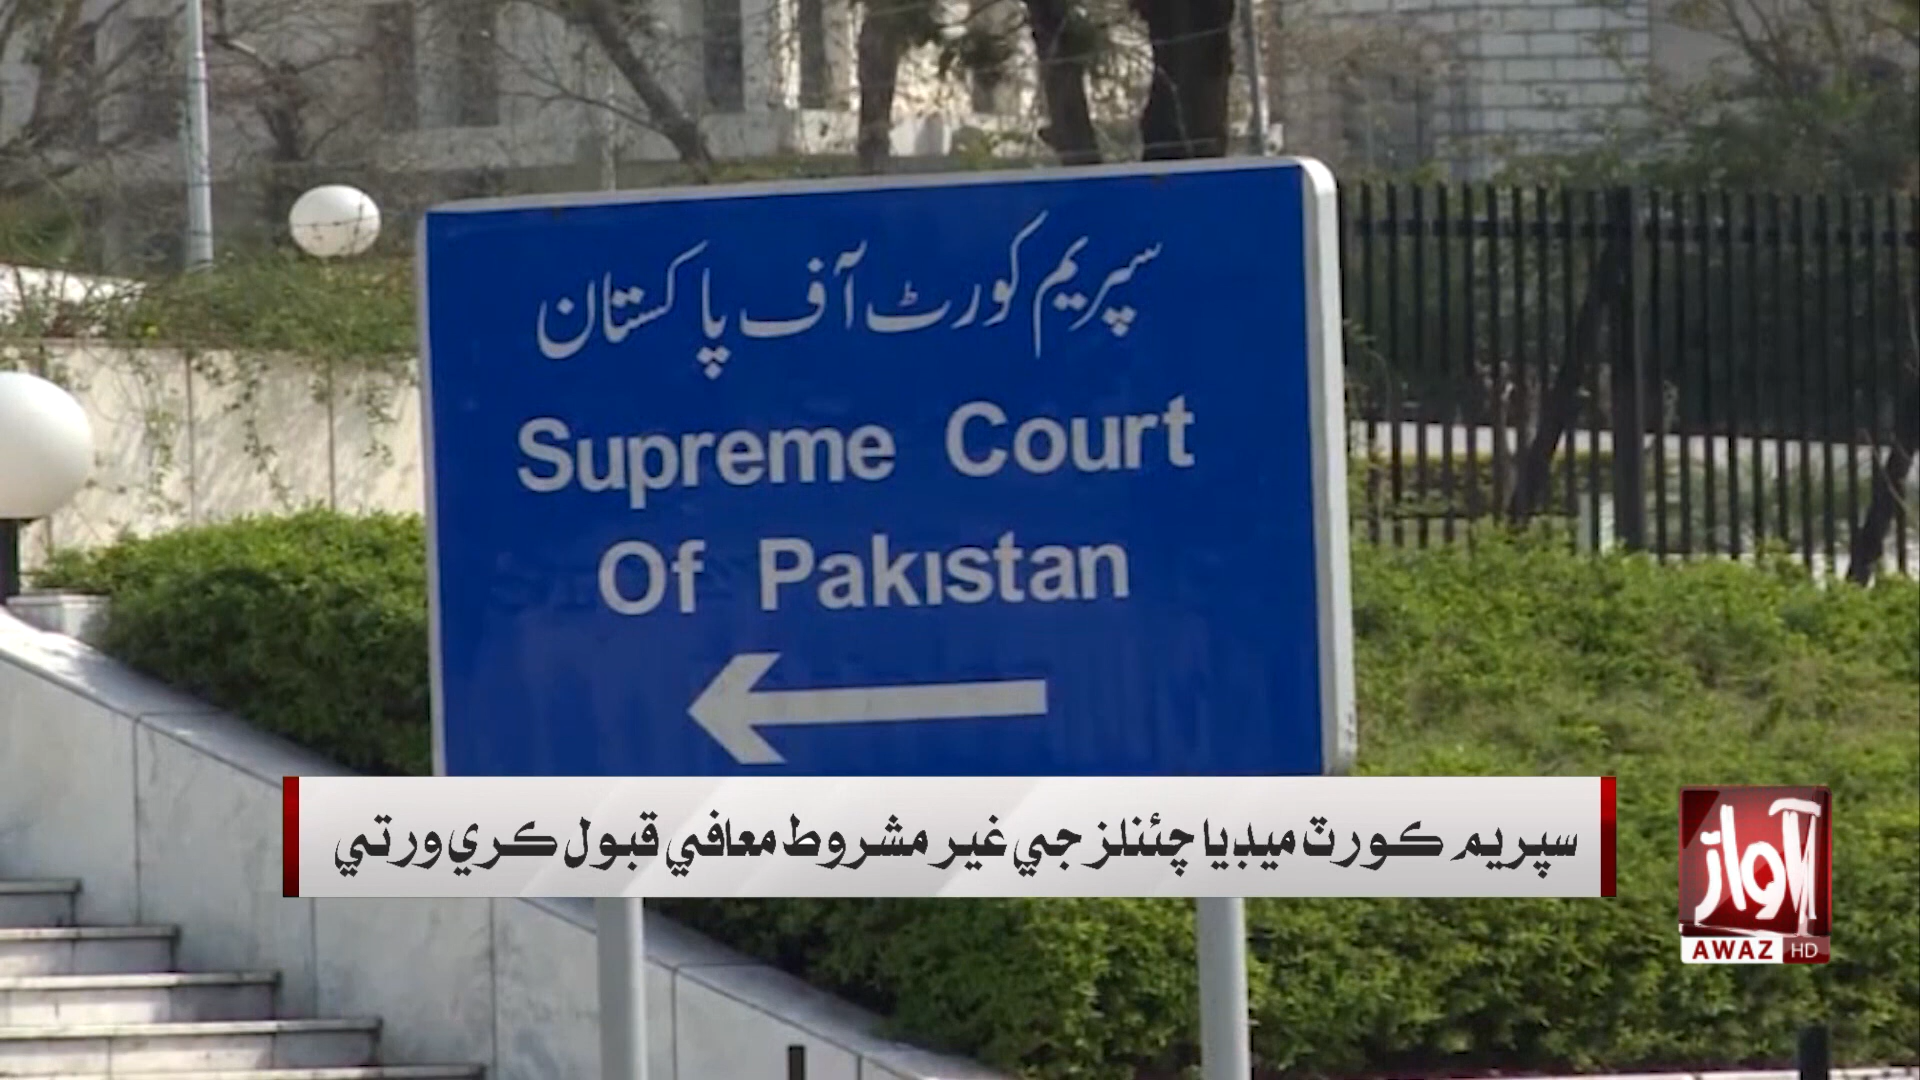 سپریم کورٹ آف پاکستان
Supreme Court
Of Pakistan
سپريم ڪورٽ ميڊيا چئنلز جي غير مشروط معافي قبول ڪري ورتي
آواز
AWAZ HD